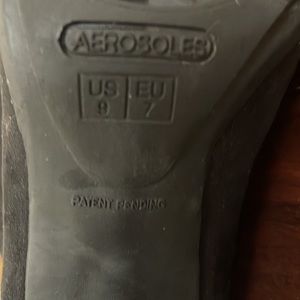 AEROSOLES
US EU
9 7
PATENT PENDING